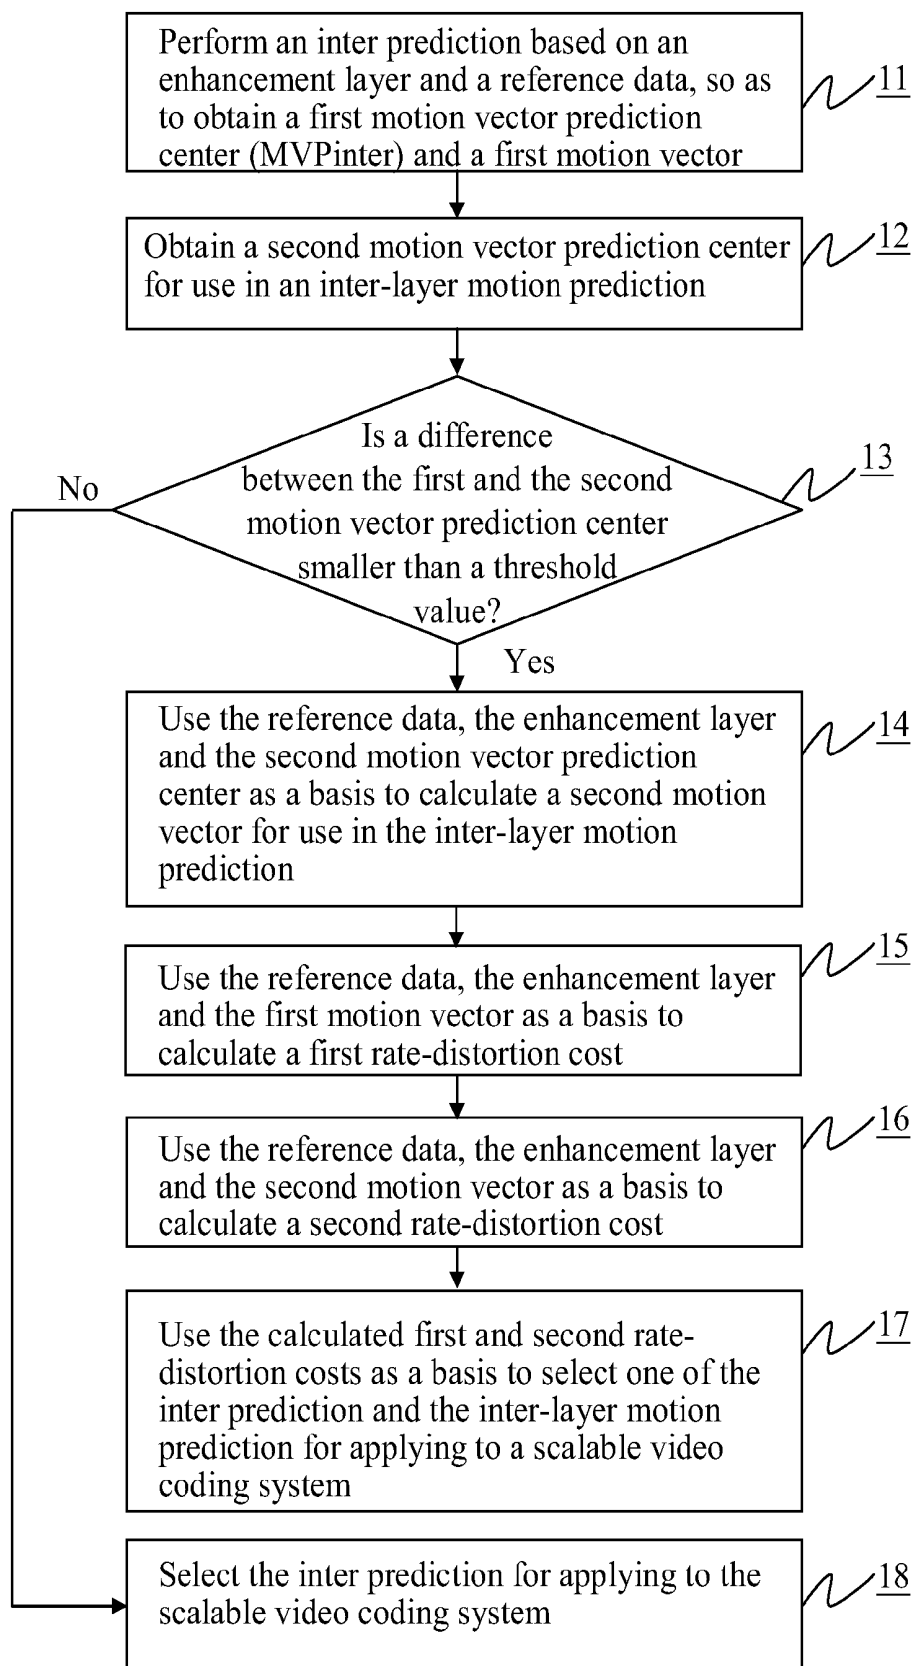 Perform an inter prediction based on an
enhancement layer and a reference data, so as
to obtain a first motion vector prediction
center (MVPinter) and a first motion vector
11
Obtain a second motion vector prediction center
for use in an inter-layer motion prediction
12
Is a difference
between the first and the second
motion vector prediction center
smaller than a threshold
value?
13
No
Yes
Use the reference data, the enhancement layer
and the second motion vector prediction
center as a basis to calculate a second motion
vector for use in the inter-layer motion
prediction
14
Use the reference data, the enhancement layer
and the first motion vector as a basis to
calculate a first rate-distortion cost
15
Use the reference data, the enhancement layer
and the second motion vector as a basis to
calculate a second rate-distortion cost
16
Use the calculated first and second rate-
distortion costs as a basis to select one of the
inter prediction and the inter-layer motion
prediction for applying to a scalable video
coding system
17
Select the inter prediction for applying to the
scalable video coding system
18